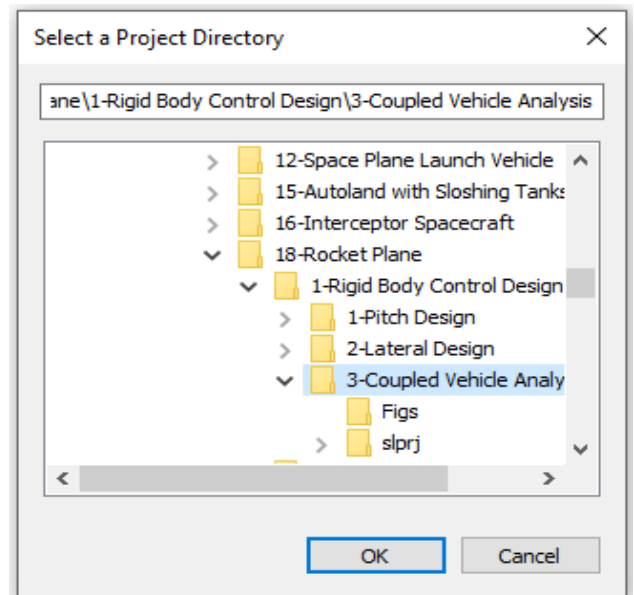 Select a Project Directory
ane\1-Rigid Body Control Design\3-Coupled Vehicle Analysis
12-Space Plane Launch Vehicle
15-Autoland with Sloshing Tanks
16-Interceptor Spacecraft
18-Rocket Plane
1-Rigid Body Control Design
1-Pitch Design
2-Lateral Design
3-Coupled Vehicle Analy
Figs
slprj
OK Cancel